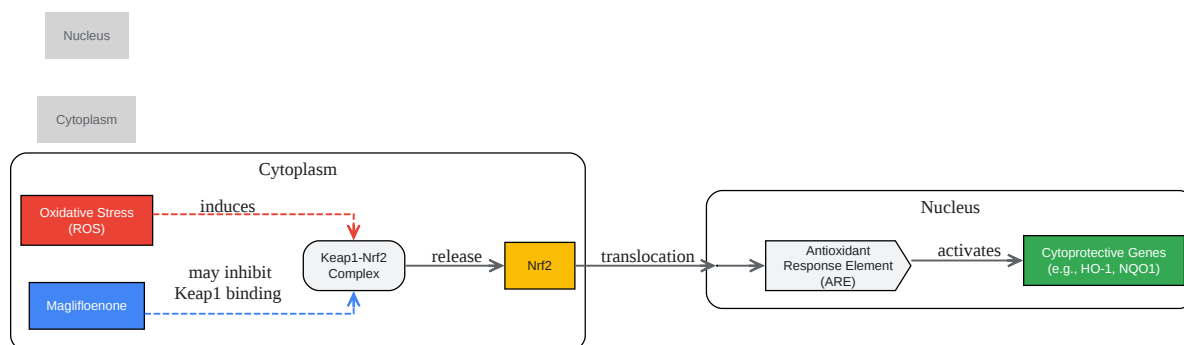 Nucleus
Cytoplasm
Cytoplasm
Oxidative Stress
(ROS)
induces
Keap1-Nrf2
Complex
may inhibit
Keap1 binding
Maglifloenone
release
Nrf2
translocation
Nucleus
Antioxidant
Response Element
(ARE)
activates
Cytoprotective Genes
(e.g., HO-1, NQO1)